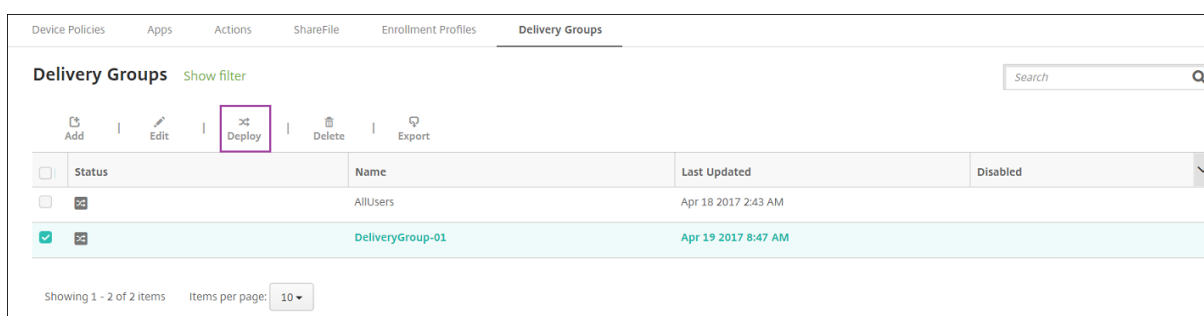 Device Policies Apps Actions ShareFile Enrollment Profiles Delivery Groups
Delivery Groups Show filter Search
Add | Edit | Deploy | Delete | Export
Status Name Last Updated Disabled
AllUsers Apr 18 2017 2:43 AM
DeliveryGroup-01 Apr 19 2017 8:47 AM
Showing 1 - 2 of 2 items Items per page: 10